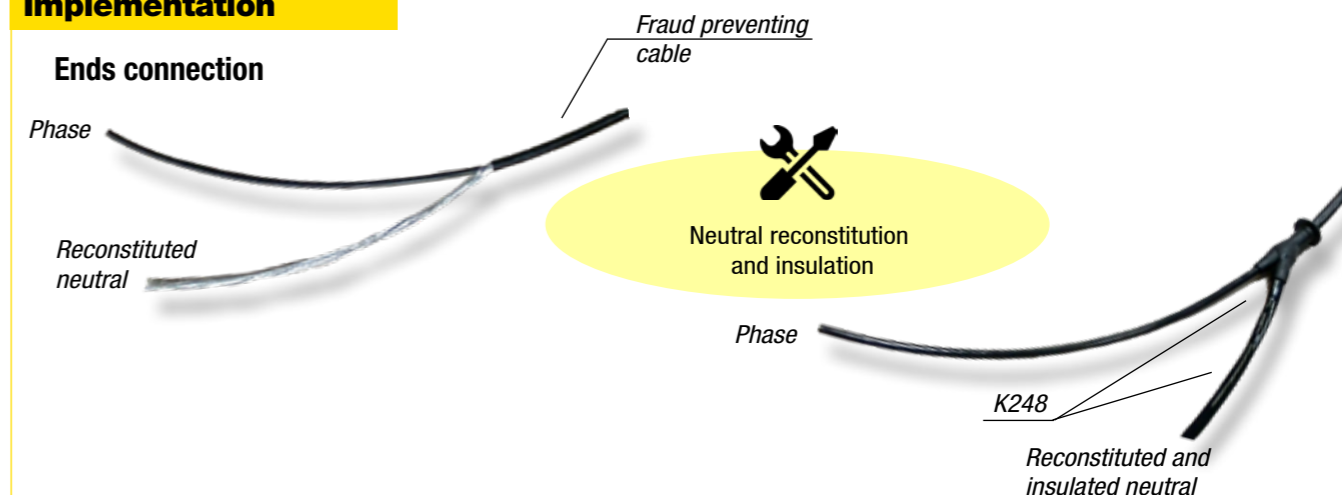 Implementation
Ends connection
Fraud preventing
cable
Phase
Reconstituted
neutral
Neutral reconstitution
and insulation
Phase
K248
Reconstituted and
insulated neutral